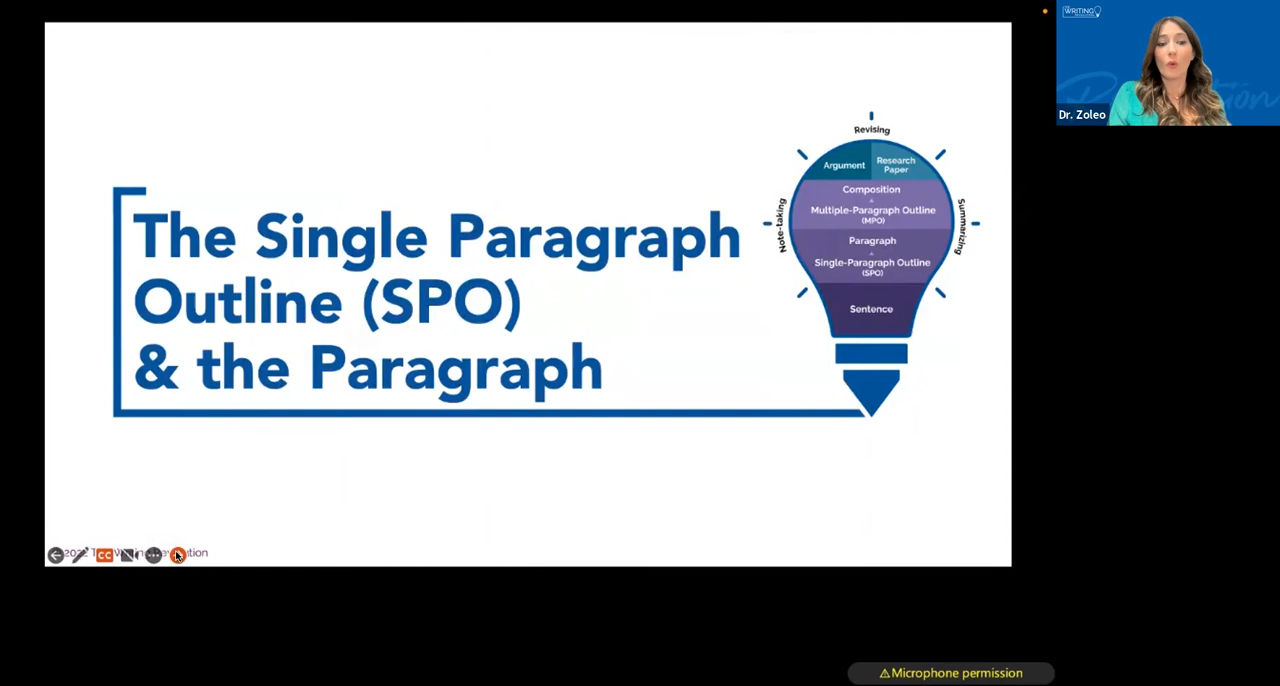 The Single Paragraph
Outline (SPO)
& the Paragraph
Revising
Note-taking
Summarizing
Argument
Research
Paper
Composition
Multiple-Paragraph Outline
(MPO)
Paragraph
Single-Paragraph Outline
(SPO)
Sentence
CC
WRITING
Dr. Zoleo
⚠Microphone permission